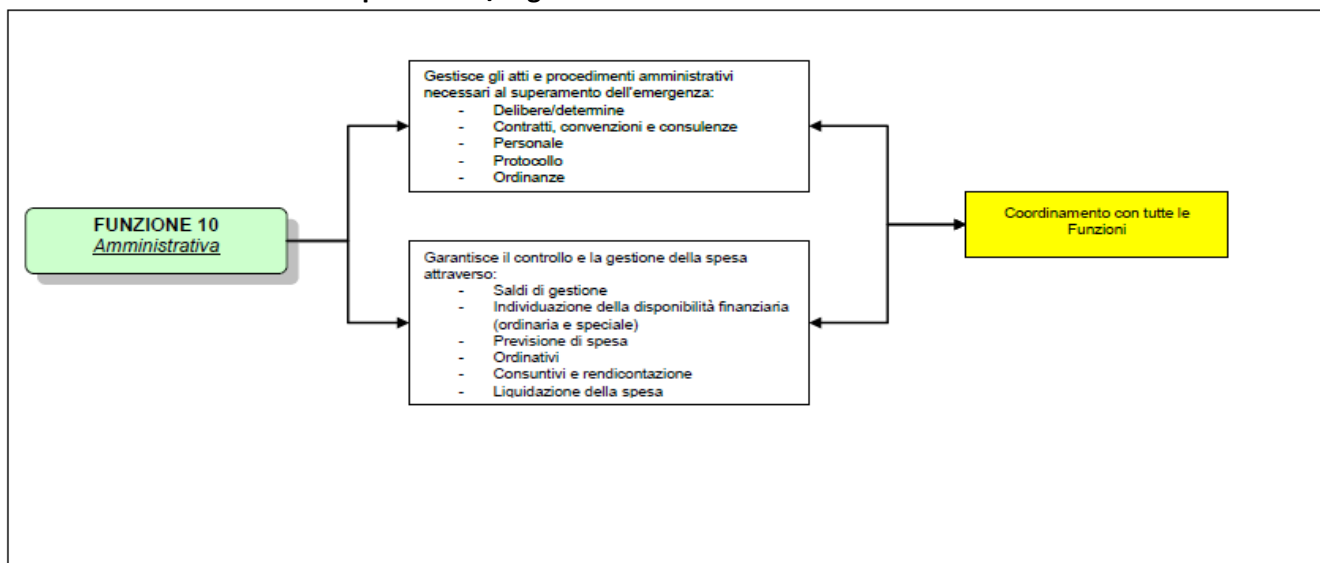 FUNZIONE 10
Amministrativa
Gestisce gli atti e procedimenti amministrativi
necessari al superamento dell'emergenza:
- Delibere/determine
- Contratti, convenzioni e consulenze
- Personale
- Protocollo
- Ordinanze
Garantisce il controllo e la gestione della spesa
attraverso:
- Saldi di gestione
- Individuazione della disponibilità finanziaria
(ordinaria e speciale)
- Previsione di spesa
- Ordinativi
- Consuntivi e rendicontazione
- Liquidazione della spesa
Coordinamento con tutte le
Funzioni